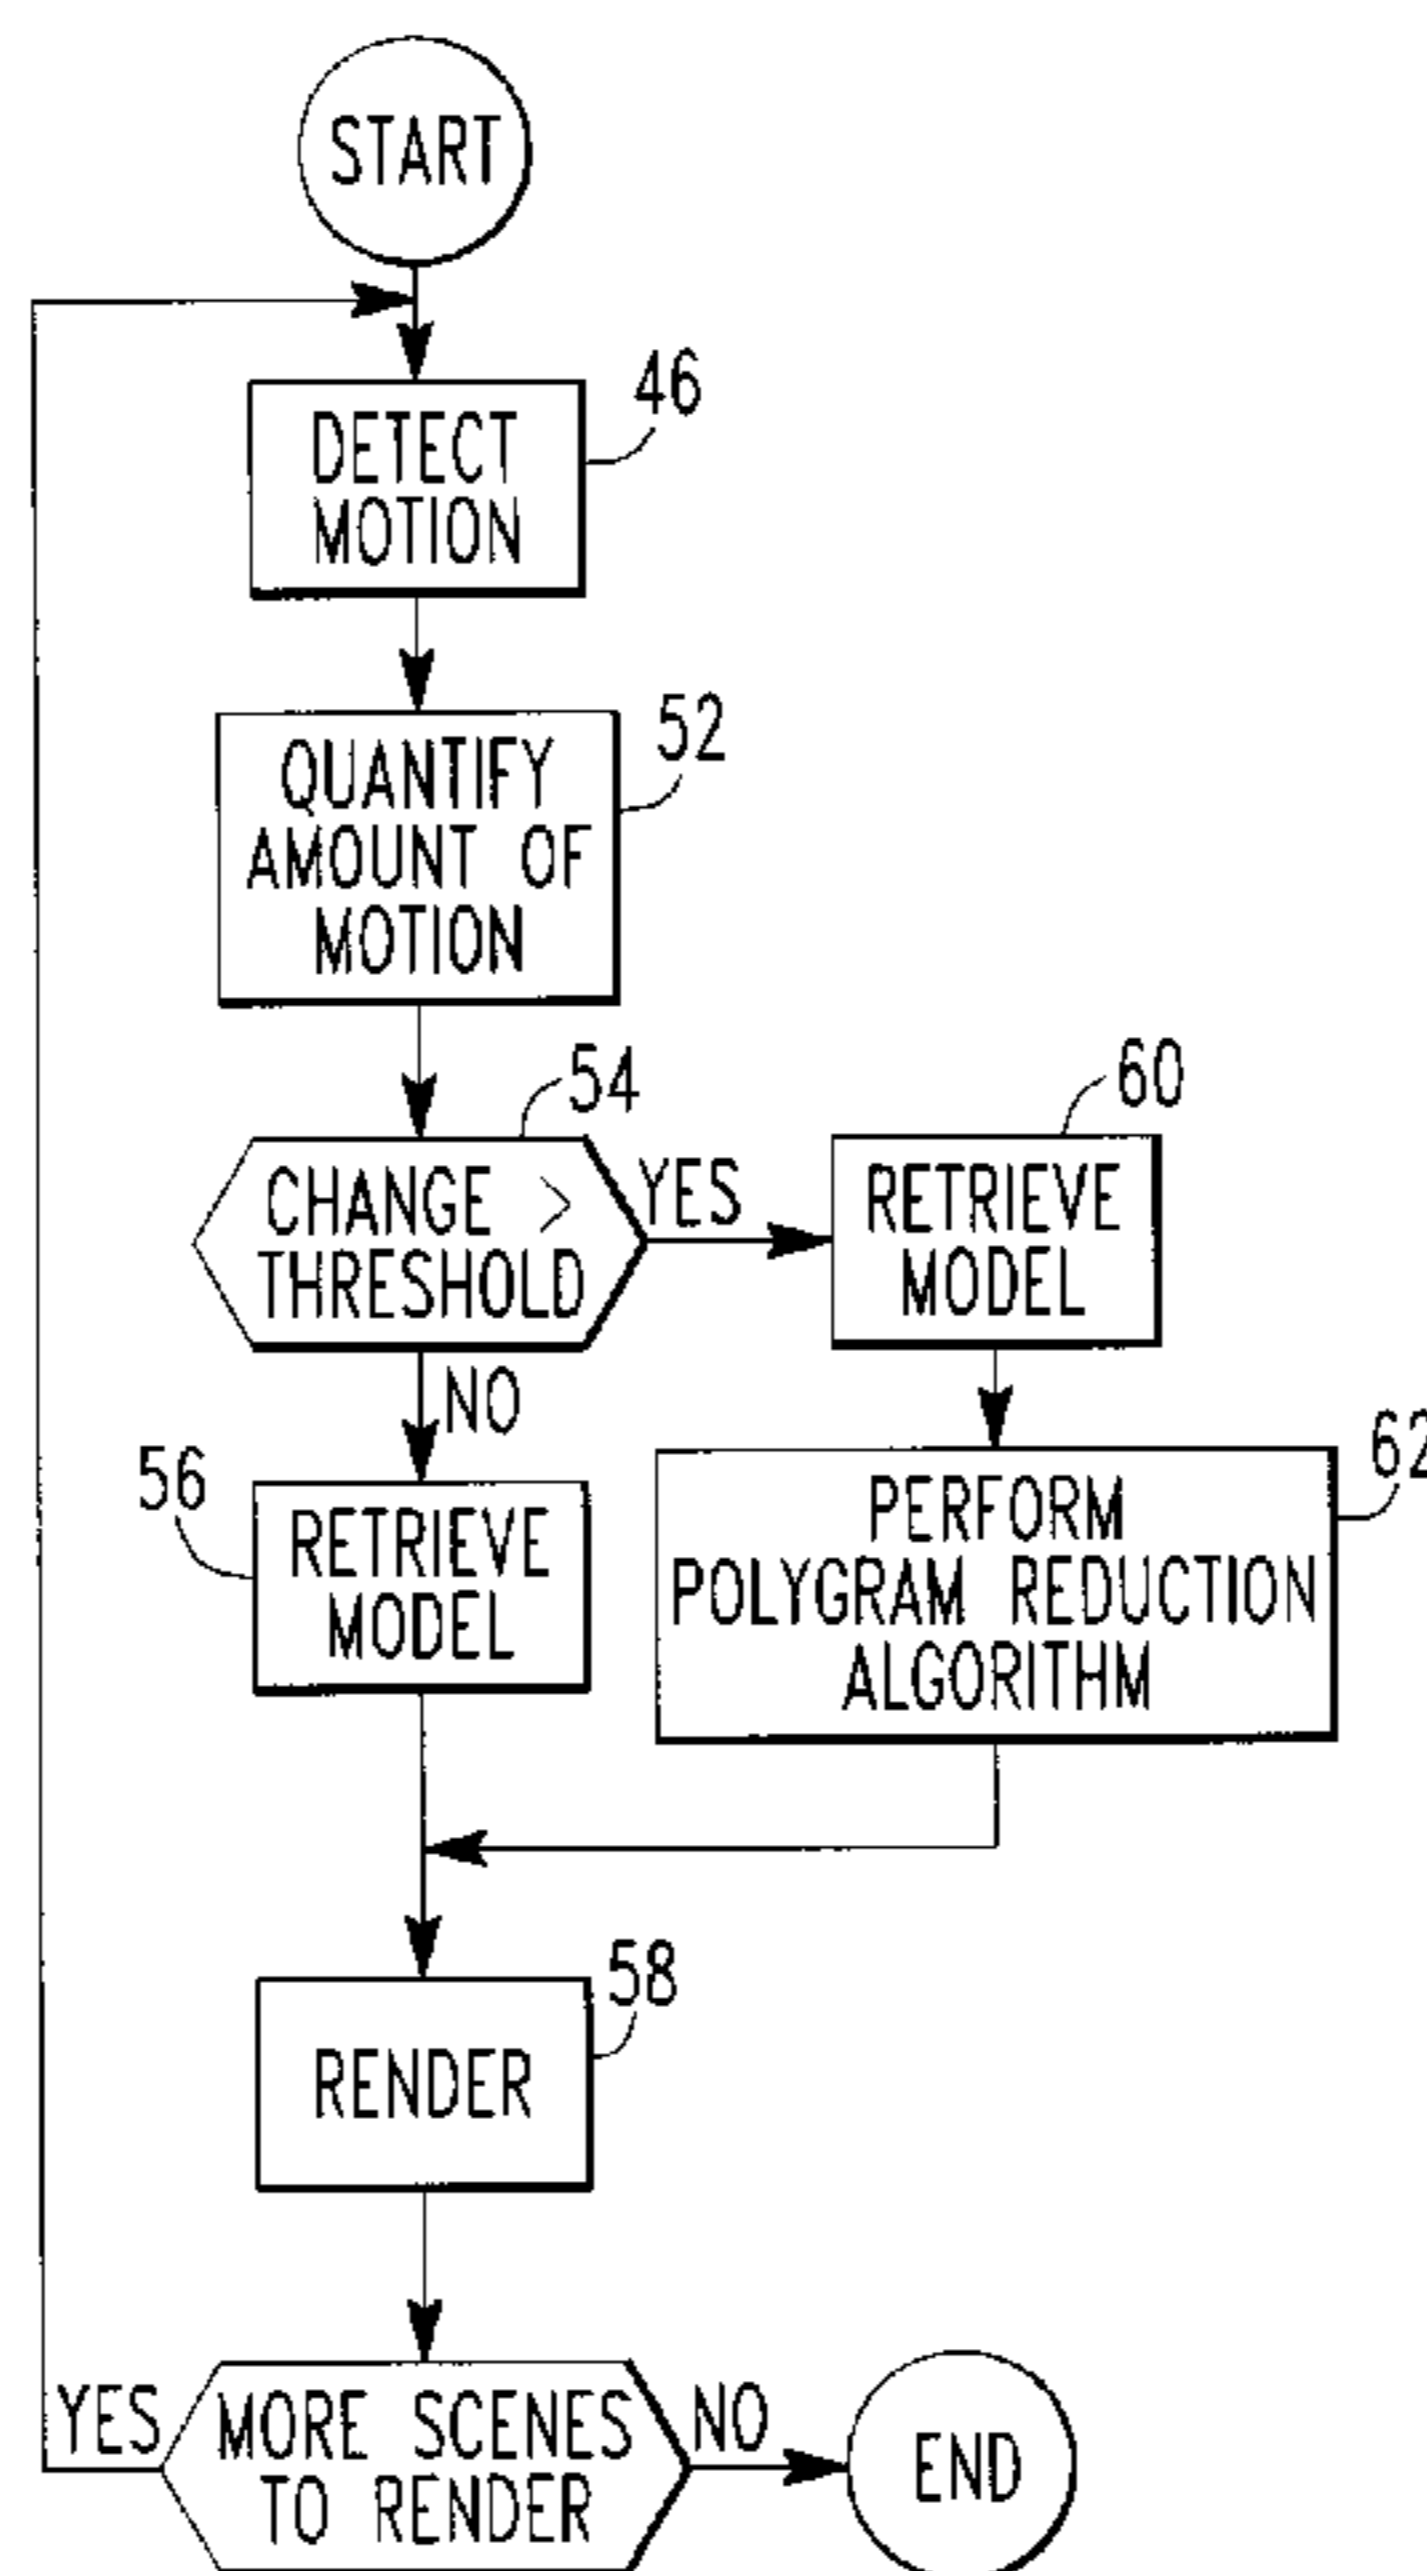 START
46
DETECT
MOTION
52
QUANTIFY
AMOUNT OF
MOTION
54
CHANGE >
THRESHOLD
YES
60
RETRIEVE
MODEL
NO
56
RETRIEVE
MODEL
62
PERFORM
POLYGRAM REDUCTION
ALGORITHM
58
RENDER
YES
MORE SCENES
TO RENDER
NO
END